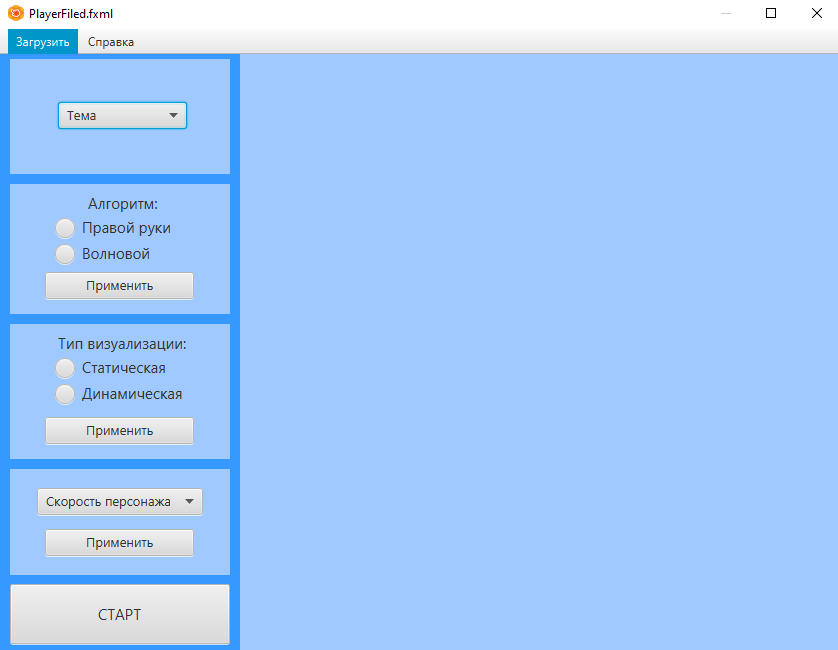 PlayerFiled.fxml
Загрузить Справка
Тема
Алгоритм:
Правой руки
Волновой
Применить
Тип визуализации:
Статическая
Динамическая
Применить
Скорость персонажа
Применить
СТАРТ